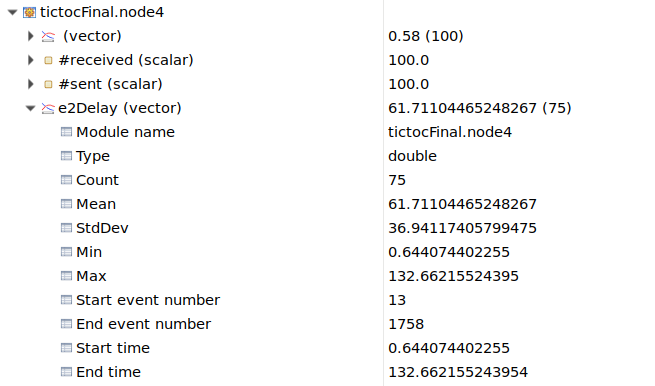 tictocFinal.node4
(vector) 0.58 (100)
#received (scalar) 100.0
#sent (scalar) 100.0
e2Delay (vector) 61.71104465248267 (75)
Module name tictocFinal.node4
Type double
Count 75
Mean 61.71104465248267
StdDev 36.94117405799475
Min 0.644074402255
Max 132.66215524395
Start event number 13
End event number 1758
Start time 0.644074402255
End time 132.662155243954